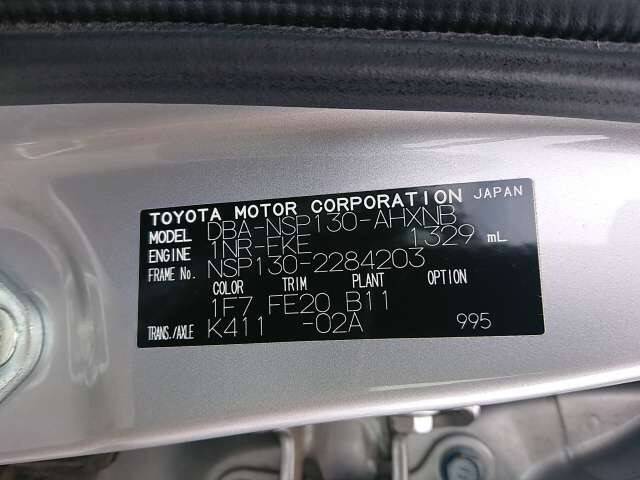 TOYOTA MOTOR CORPORATION JAPAN
MODEL DBA-NSP130-AHXNB
ENGINE 1NR-FKE 1329 mL
FRAME No. NSP130-2284203
COLOR TRIM PLANT OPTION
1F7 FE20 B11
TRANS./AXLE K411 -02A 995